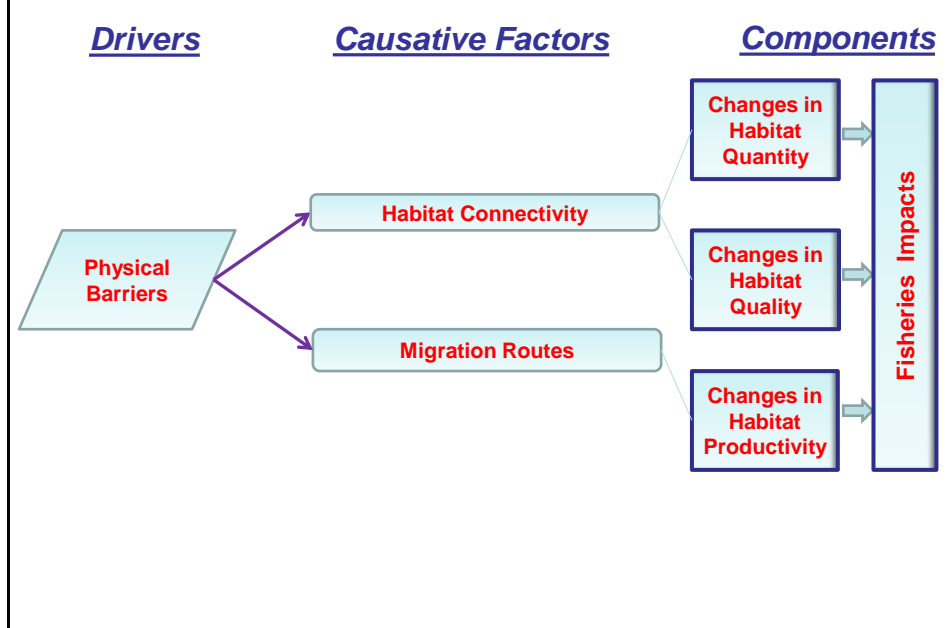 Drivers
Causative Factors
Components
Physical
Barriers
Habitat Connectivity
Migration Routes
Changes in
Habitat
Quantity
Changes in
Habitat
Quality
Changes in
Habitat
Productivity
Fisheries Impacts